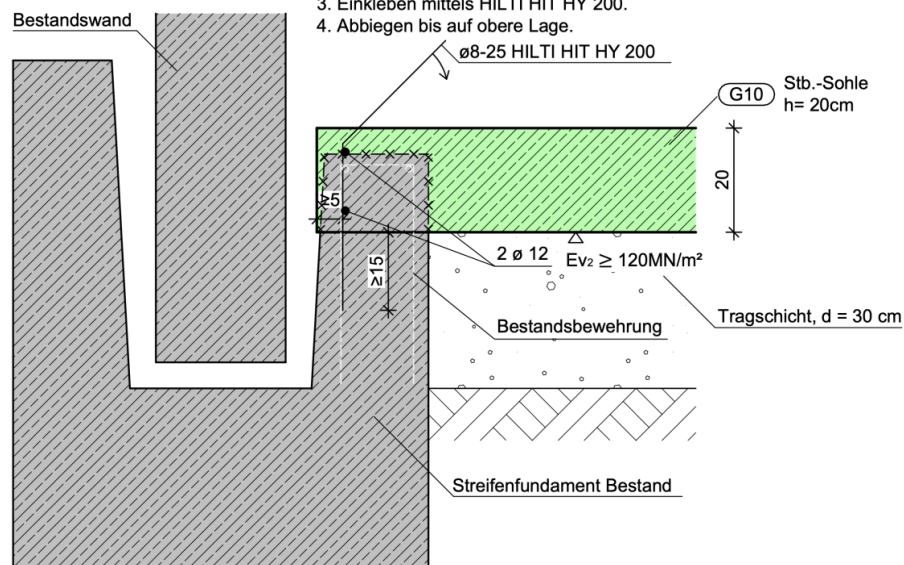 3. Einkleben mittels HILTI HIT HY 200.
4. Abbiegen bis auf obere Lage.
Bestandswand
ø8-25 HILTI HIT HY 200
G10
Stb.-Sohle
h= 20cm
20
≥5
≥15
2 ø 12
Ev₂ ≥ 120MN/m²
Tragschicht, d = 30 cm
Bestandsbewehrung
Streifenfundament Bestand